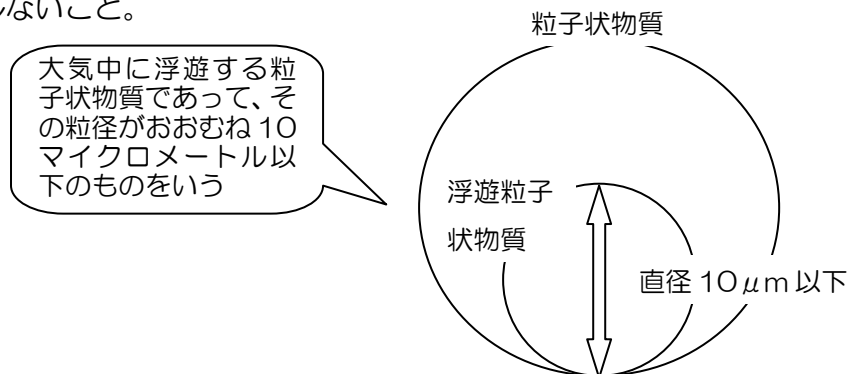 ないこと。
粒子状物質
大気中に浮遊する粒
子状物質であって、そ
の粒径がおおむね 10
マイクロメートル以
下のものをいう
浮遊粒子
状物質
直径 10μm 以下